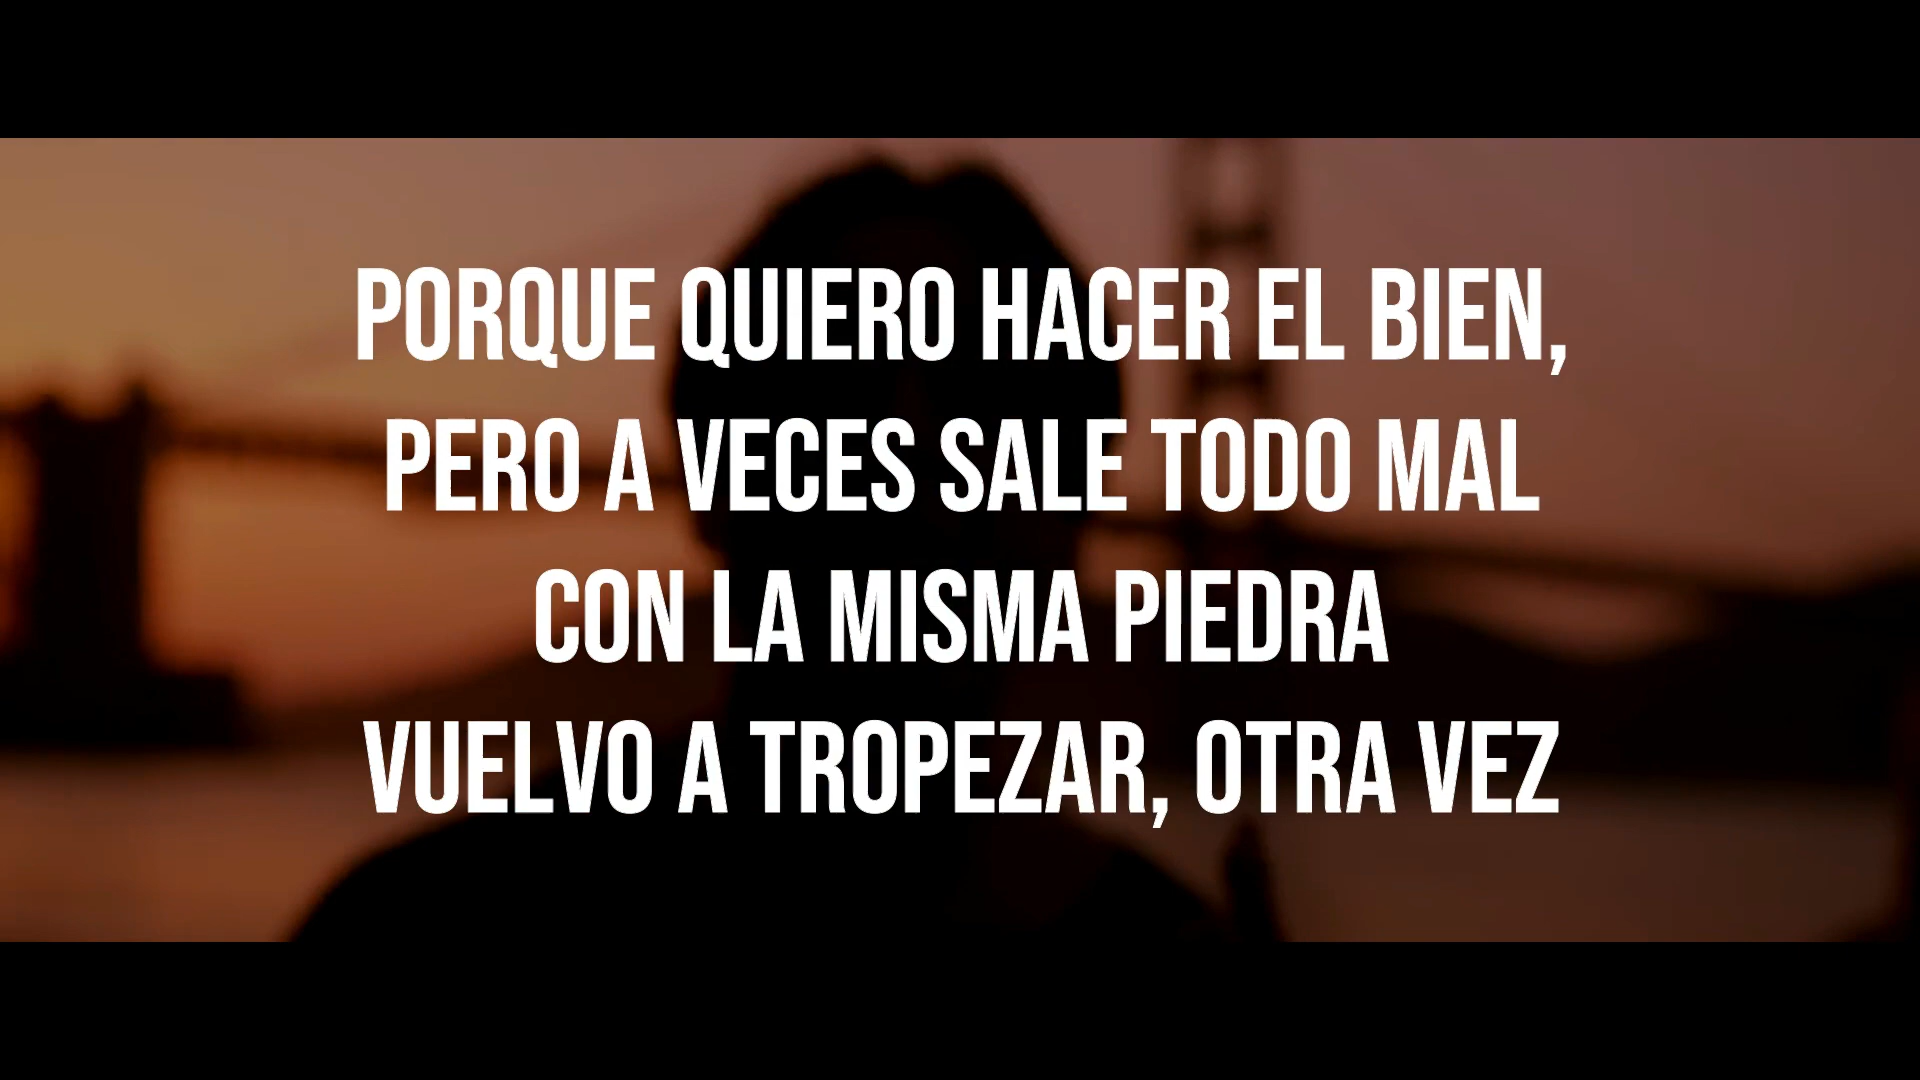 PORQUE QUIERO HACER EL BIEN,
PERO A VECES SALE TODO MAL
CON LA MISMA PIEDRA
VUELVO A TROPEZAR, OTRA VEZ